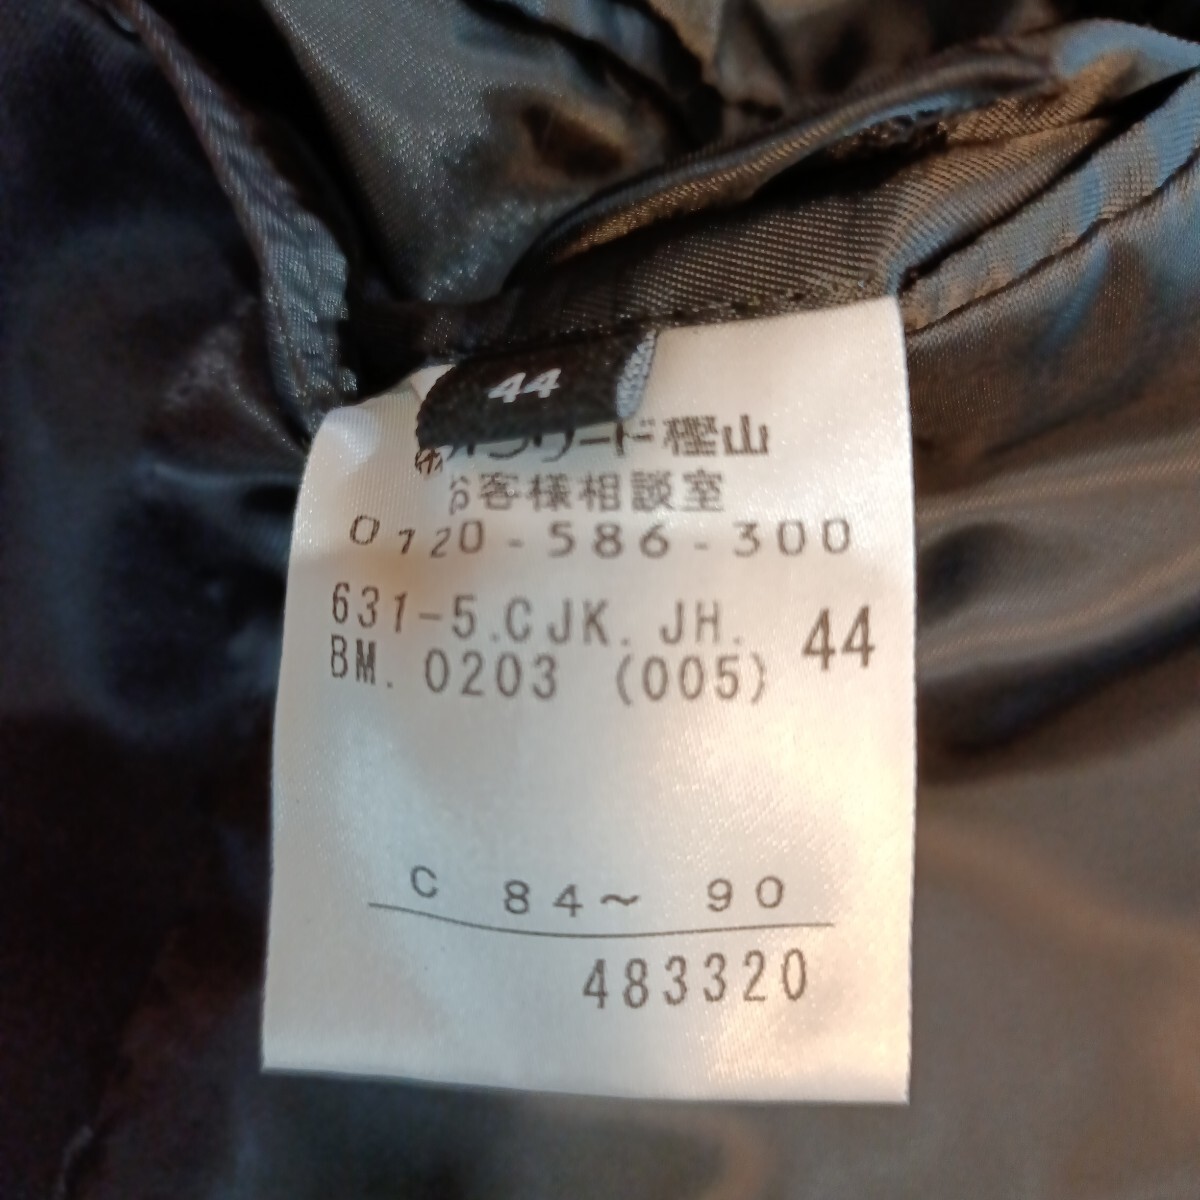 44
㈱オンワード樫山
お客様相談室
0120-586-300
631-5.CJK. JH. 44
BM. 0203 (005)
C 84~ 90
483320